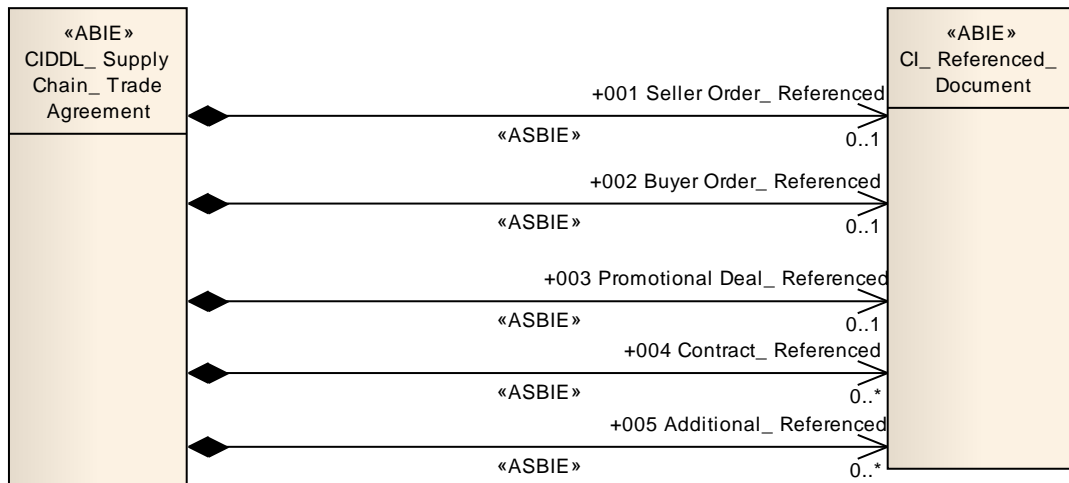 «ABIE»
CIDDL_ Supply
Chain_ Trade
Agreement
«ABIE»
CI_ Referenced_
Document
+001 Seller Order_ Referenced
«ASBIE»
0..1
+002 Buyer Order_ Referenced
«ASBIE»
0..1
+003 Promotional Deal_ Referenced
«ASBIE»
0..1
+004 Contract_ Referenced
«ASBIE»
0..*
+005 Additional_ Referenced
«ASBIE»
0..*